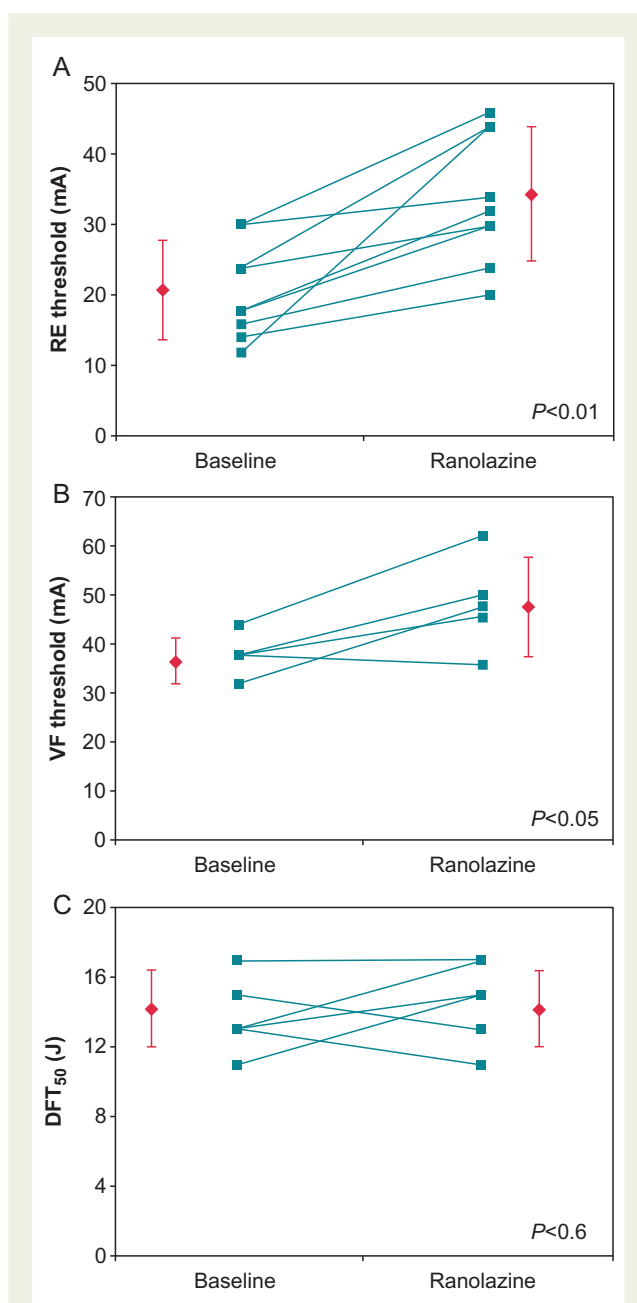 A
50
40
30
20
10
0
RE threshold (mA)
P<0.01
Baseline Ranolazine
B
70
60
50
40
30
20
10
0
VF threshold (mA)
P<0.05
Baseline Ranolazine
C
20
16
12
8
4
0
DFT₅₀ (J)
P<0.6
Baseline Ranolazine